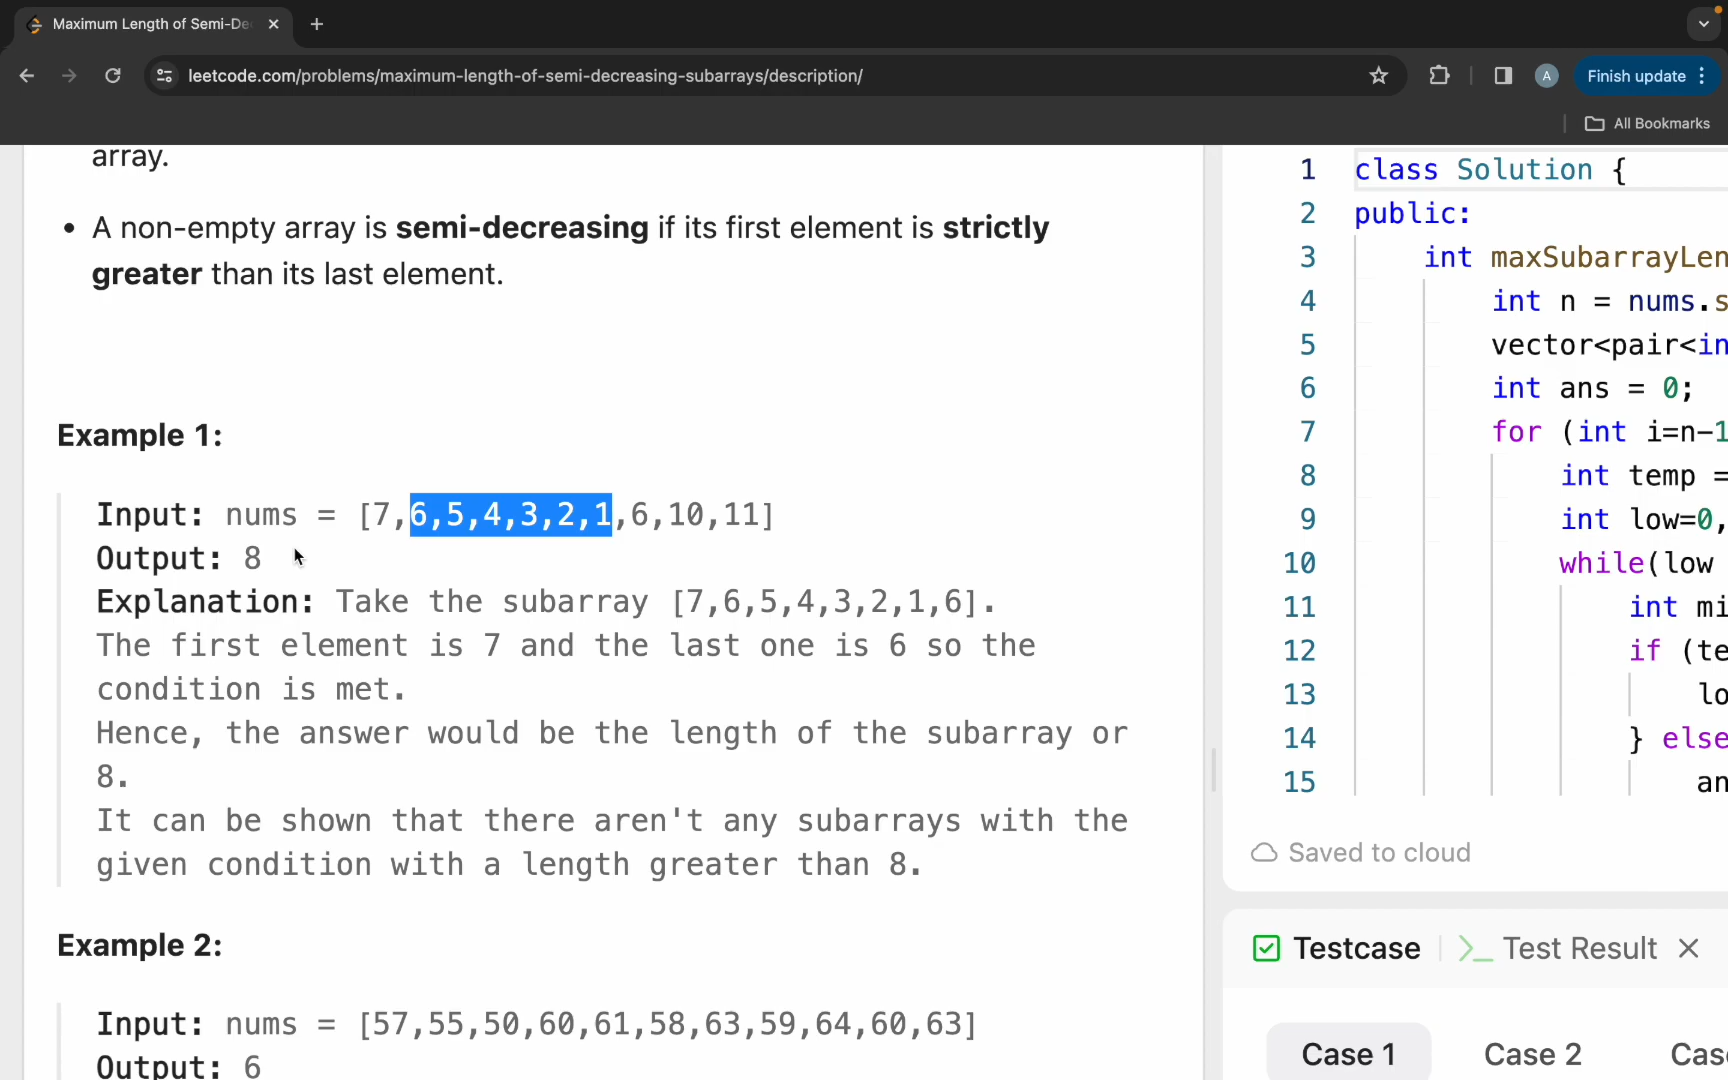 Maximum Length of Semi-De
leetcode.com/problems/maximum-length-of-semi-decreasing-subarrays/description/
A
Finish update
All Bookmarks
array.
• A non-empty array is semi-decreasing if its first element is strictly
greater than its last element.
Example 1:
Input: nums = [7,6,5,4,3,2,1,6,10,11]
Output: 8
Explanation: Take the subarray [7,6,5,4,3,2,1,6].
The first element is 7 and the last one is 6 so the
condition is met.
Hence, the answer would be the length of the subarray or
8.
It can be shown that there aren't any subarrays with the
given condition with a length greater than 8.
Example 2:
Input: nums = [57,55,50,60,61,58,63,59,64,60,63]
Output: 6
1 class Solution {
2 public:
3 int maxSubarrayLen
4 int n = nums.s
5 vector<pair<in
6 int ans = 0;
7 for (int i=n-1
8 int temp =
9 int low=0,
10 while(low
11 int mi
12 if (te
13 lo
14 } else
15 an
Saved to cloud
Testcase
>_ Test Result
Case 1
Case 2
Cas